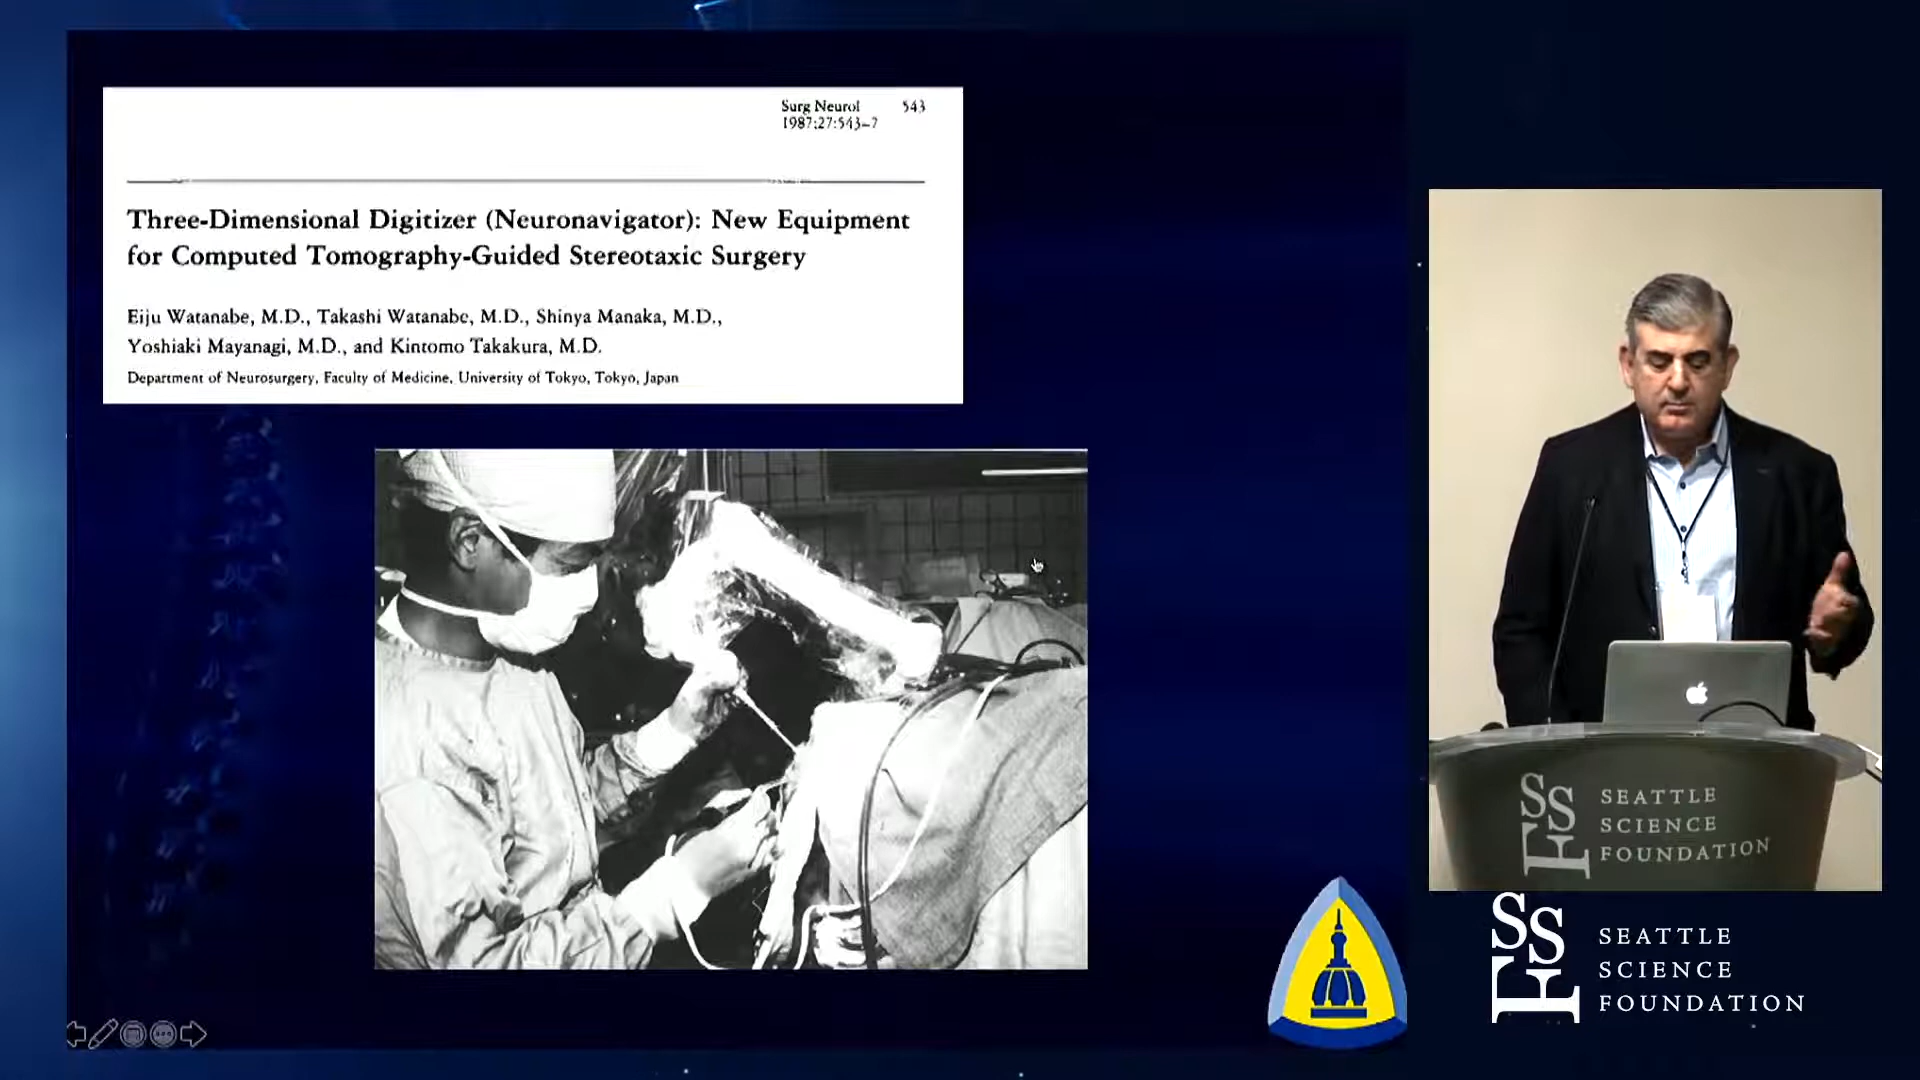 Surg Neurol 543
1987;27:543–7
Three-Dimensional Digitizer (Neuronavigator): New Equipment
for Computed Tomography-Guided Stereotaxic Surgery
Eiju Watanabe, M.D., Takashi Watanabe, M.D., Shinya Manaka, M.D.,
Yoshiaki Mayanagi, M.D., and Kintomo Takakura, M.D.
Department of Neurosurgery, Faculty of Medicine, University of Tokyo, Tokyo, Japan
SSF
SEATTLE
SCIENCE
FOUNDATION
SSF
SEATTLE
SCIENCE
FOUNDATION